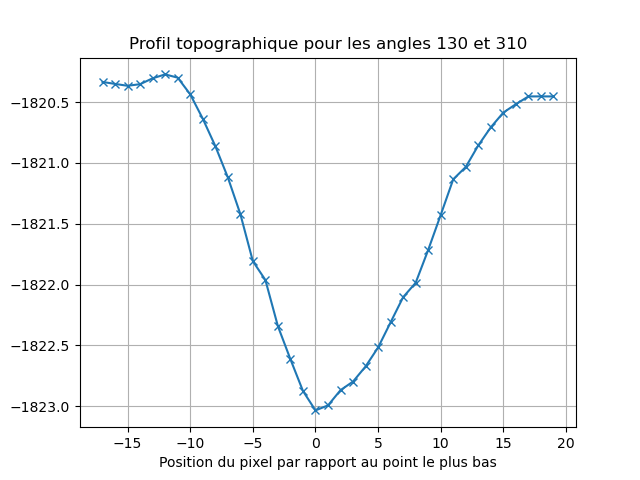 Profil topographique pour les angles 130 et 310
−1820.5
−1821.0
−1821.5
−1822.0
−1822.5
−1823.0
−15 −10 −5 0 5 10 15 20
Position du pixel par rapport au point le plus bas